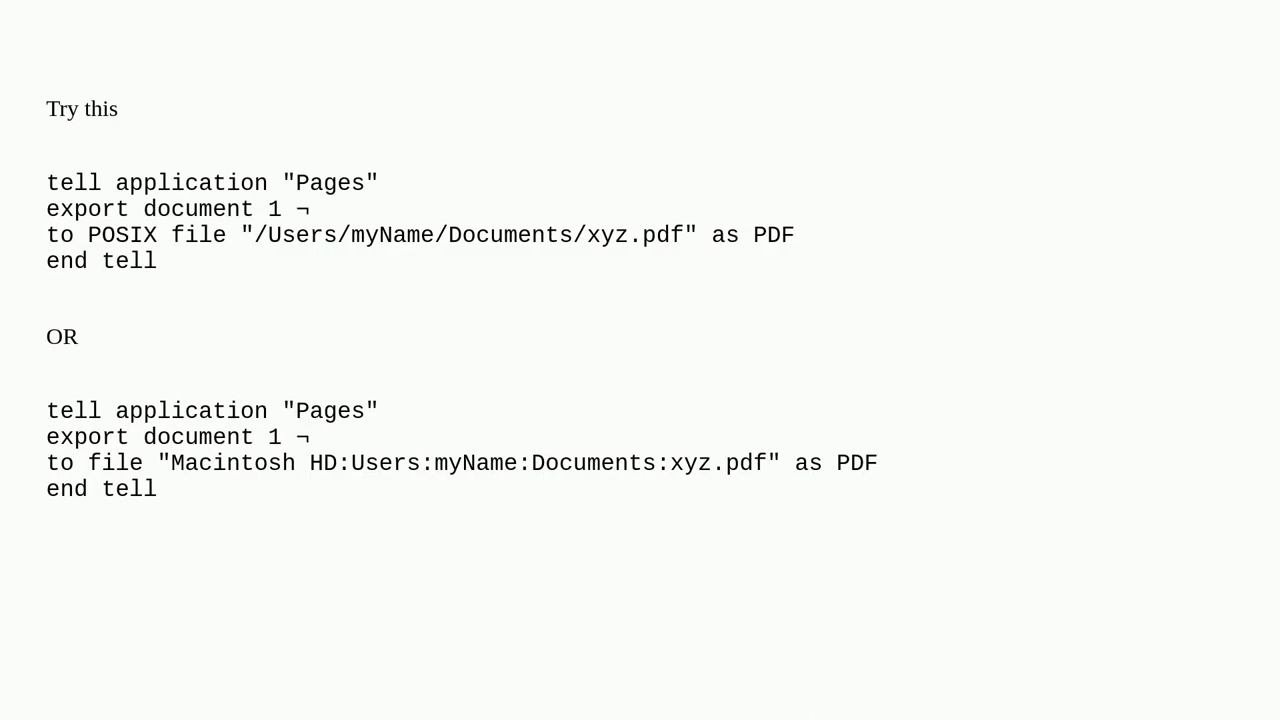 Try this
tell application "Pages"
export document 1 ¬
to POSIX file "/Users/myName/Documents/xyz.pdf" as PDF
end tell
OR
tell application "Pages"
export document 1 ¬
to file "Macintosh HD:Users:myName:Documents:xyz.pdf" as PDF
end tell